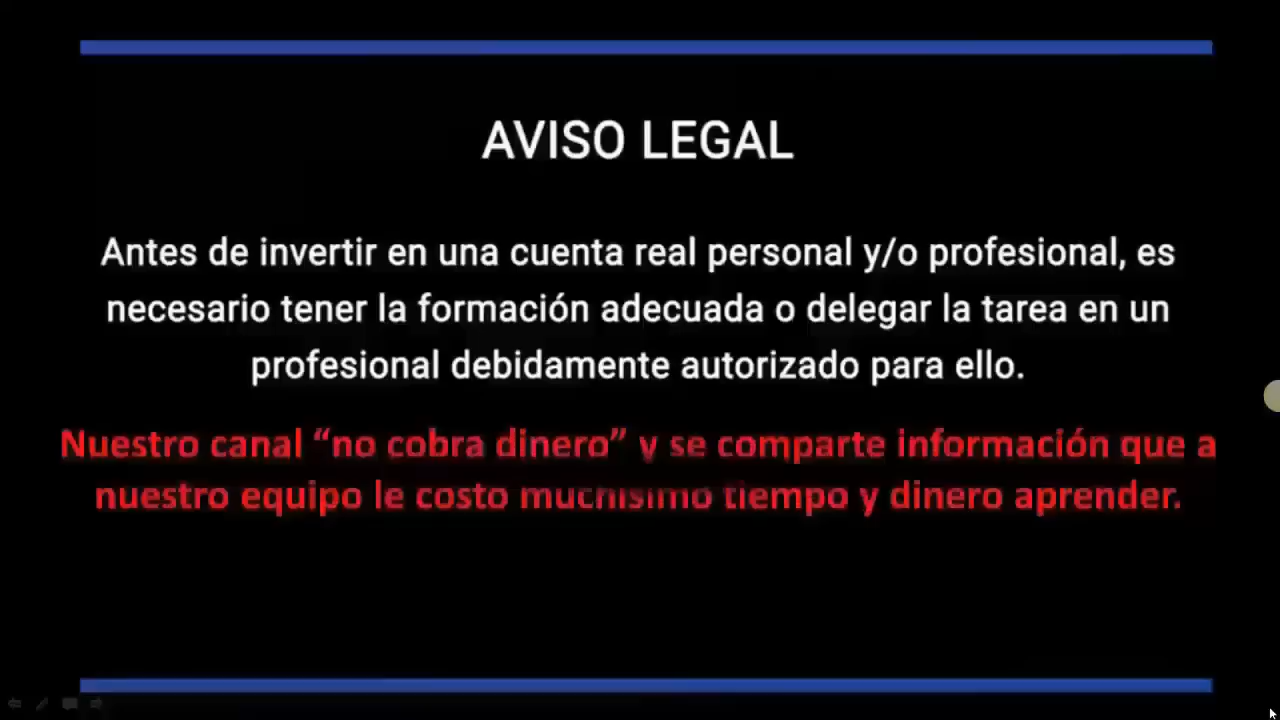 AVISO LEGAL
Antes de invertir en una cuenta real personal y/o profesional, es
necesario tener la formación adecuada o delegar la tarea en un
profesional debidamente autorizado para ello.
Nuestro canal “no cobra dinero” y se comparte información que a
nuestro equipo le costo muchísimo tiempo y dinero aprender.